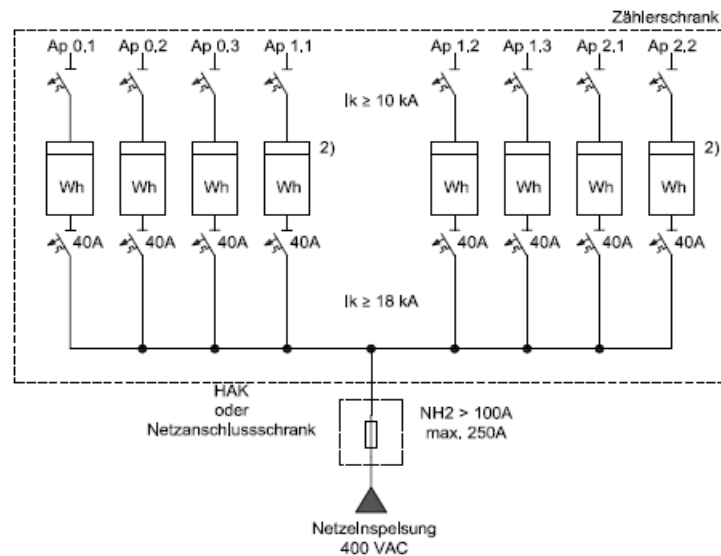 Zählerschrank
Ap 0,1 Ap 0,2 Ap 0,3 Ap 1,1 Ap 1,2 Ap 1,3 Ap 2,1 Ap 2,2
Ik ≥ 10 kA
2) 2)
Wh Wh Wh Wh Wh Wh Wh Wh
40A 40A 40A 40A 40A 40A 40A 40A
Ik ≥ 18 kA
HAK
oder
Netzanschlussschrank
NH2 > 100A
max. 250A
Netzeinspeisung
400 VAC